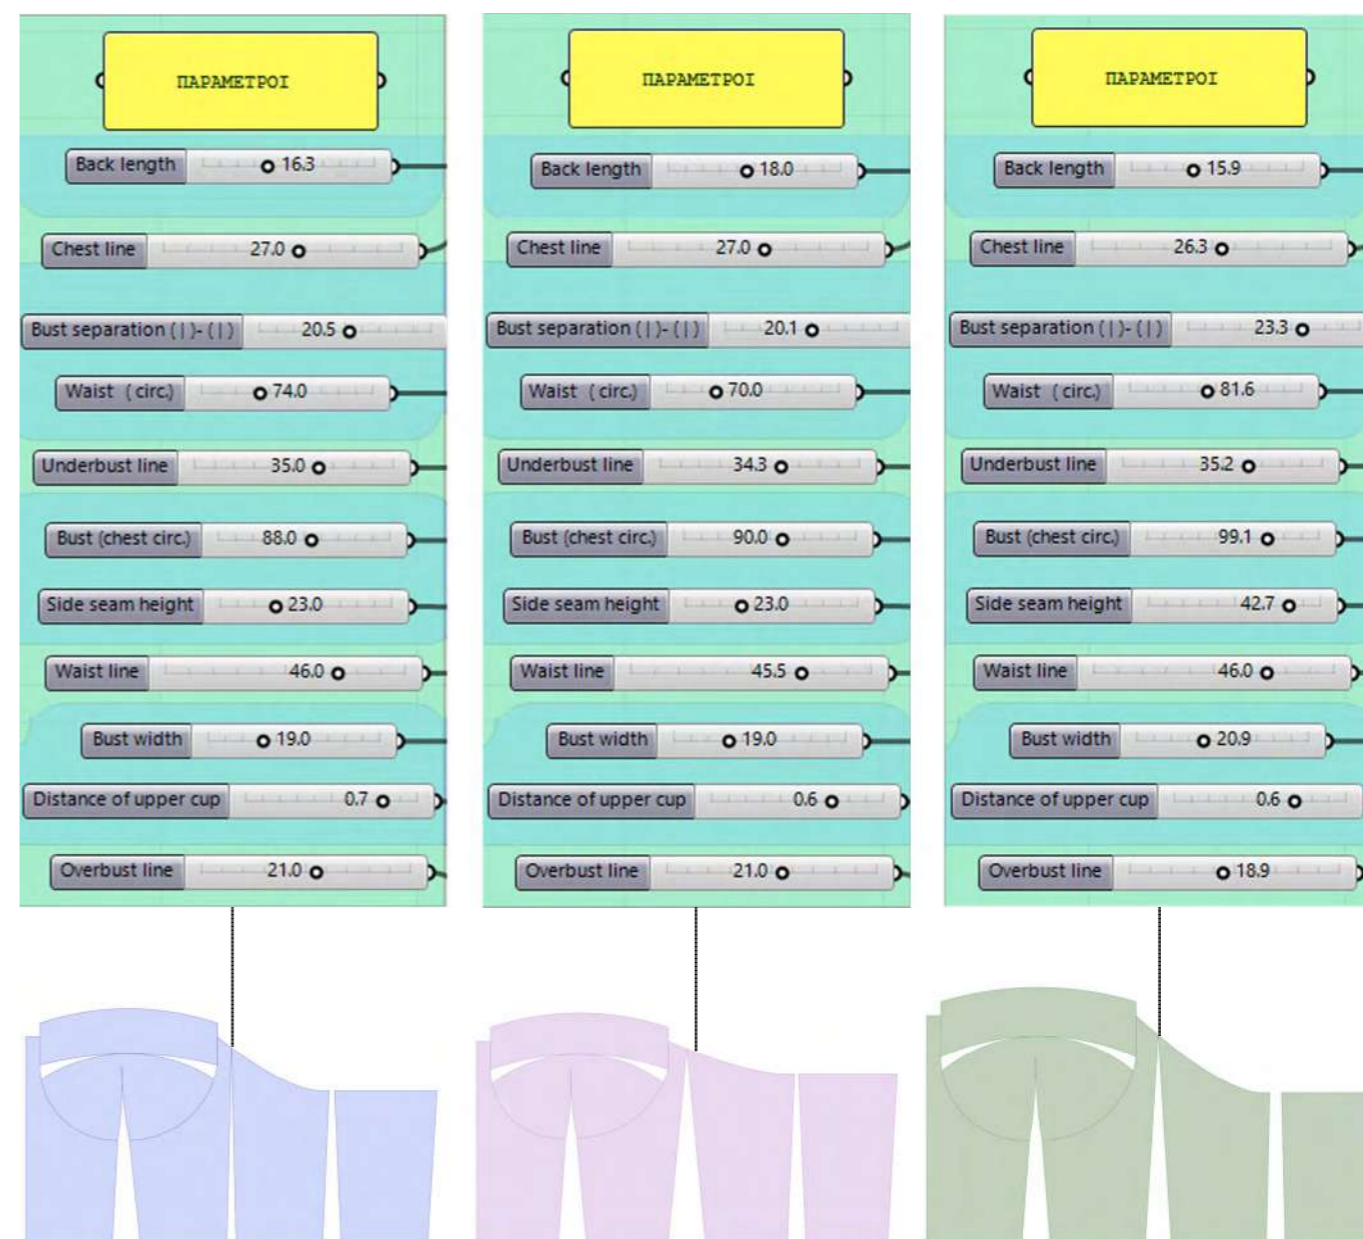 ΠΑΡΑΜΕΤΡΟΙ
Back length 16.3
Chest line 27.0
Bust separation (|)-(|) 20.5
Waist (circ.) 74.0
Underbust line 35.0
Bust (chest circ.) 88.0
Side seam height 23.0
Waist line 46.0
Bust width 19.0
Distance of upper cup 0.7
Overbust line 21.0
ΠΑΡΑΜΕΤΡΟΙ
Back length 18.0
Chest line 27.0
Bust separation (|)-(|) 20.1
Waist (circ.) 70.0
Underbust line 34.3
Bust (chest circ.) 90.0
Side seam height 23.0
Waist line 45.5
Bust width 19.0
Distance of upper cup 0.6
Overbust line 21.0
ΠΑΡΑΜΕΤΡΟΙ
Back length 15.9
Chest line 26.3
Bust separation (|)-(|) 23.3
Waist (circ.) 81.6
Underbust line 35.2
Bust (chest circ.) 99.1
Side seam height 42.7
Waist line 46.0
Bust width 20.9
Distance of upper cup 0.6
Overbust line 18.9